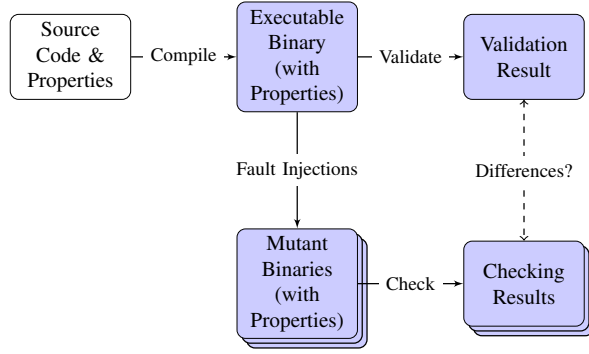 Source
Code &
Properties
Compile
Executable
Binary
(with
Properties)
Validate
Validation
Result
Fault Injections
Differences?
Mutant
Binaries
(with
Properties)
Check
Checking
Results